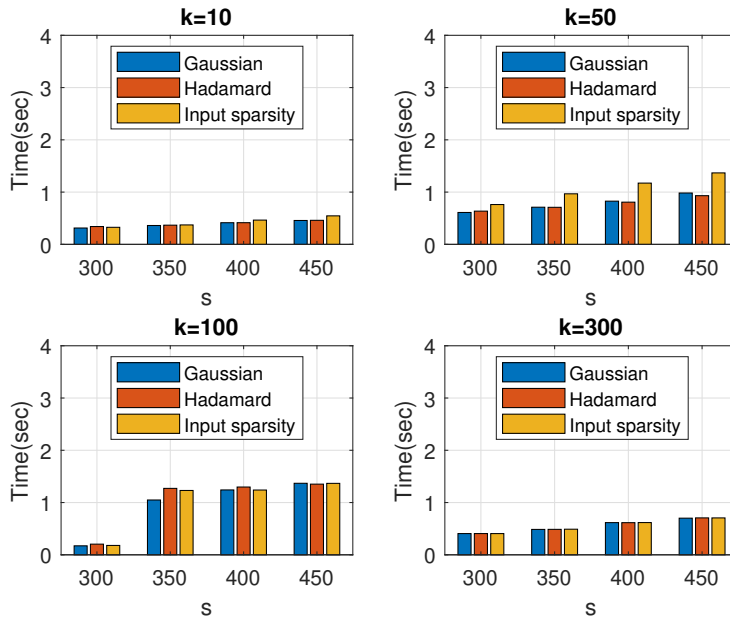 k=10
4
3
2
1
0
Time(sec)
Gaussian
Hadamard
Input sparsity
300 350 400 450
s
k=50
4
3
2
1
0
Time(sec)
Gaussian
Hadamard
Input sparsity
300 350 400 450
s
k=100
4
3
2
1
0
Time(sec)
Gaussian
Hadamard
Input sparsity
300 350 400 450
s
k=300
4
3
2
1
0
Time(sec)
Gaussian
Hadamard
Input sparsity
300 350 400 450
s